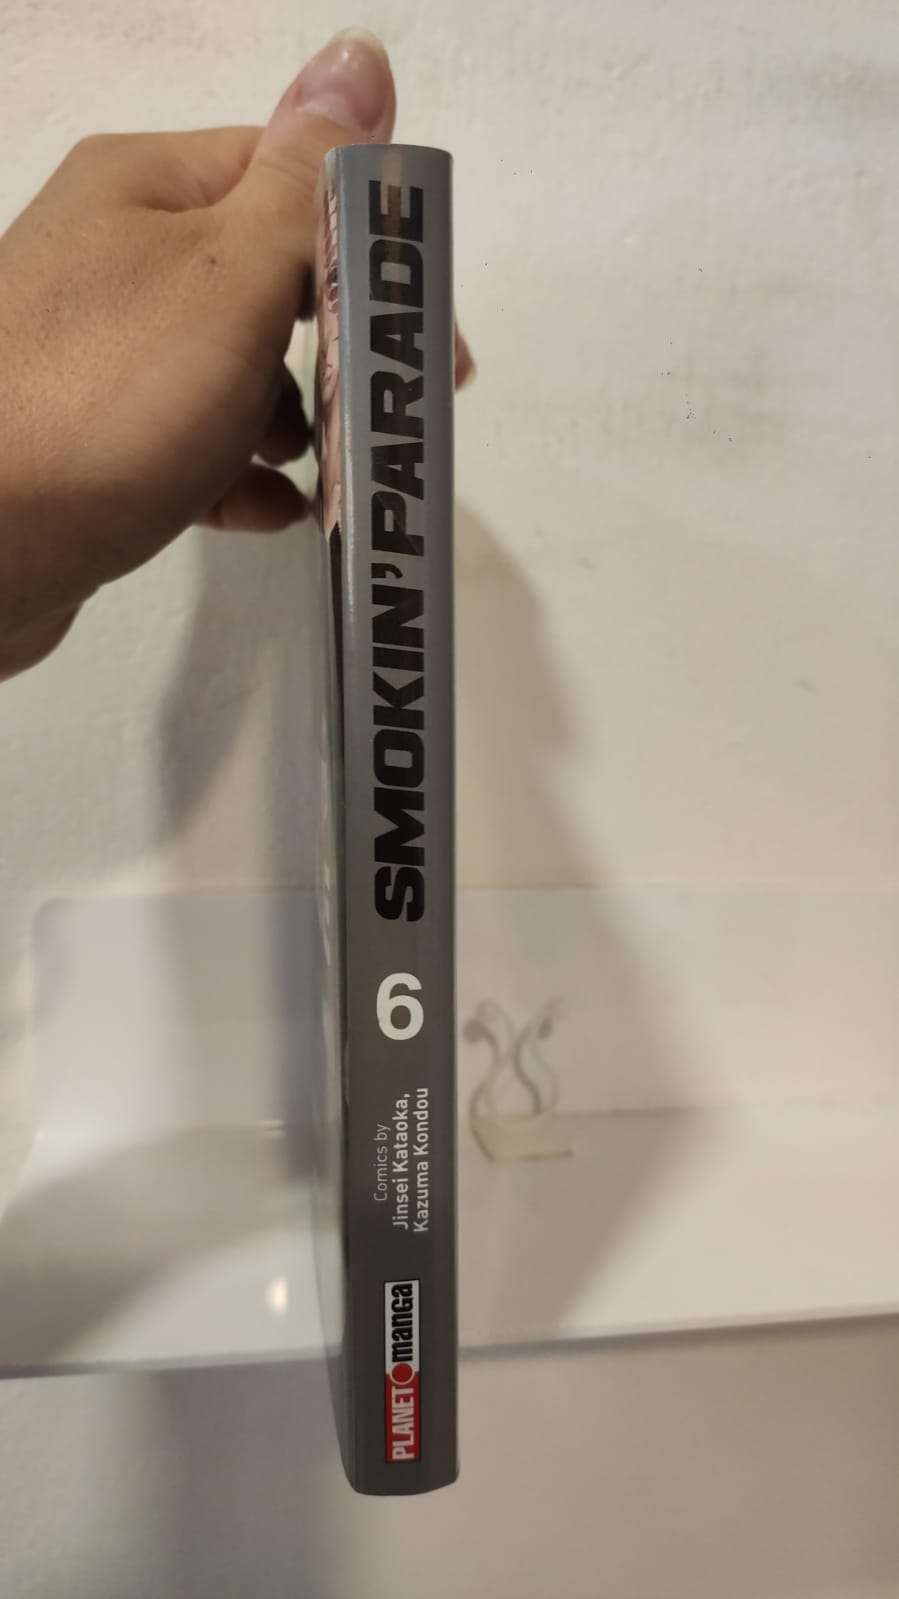 SMOKIN' PARADE
6
Comics by
Jinsei Kataoka,
Kazuma Kondou
PLANET manga